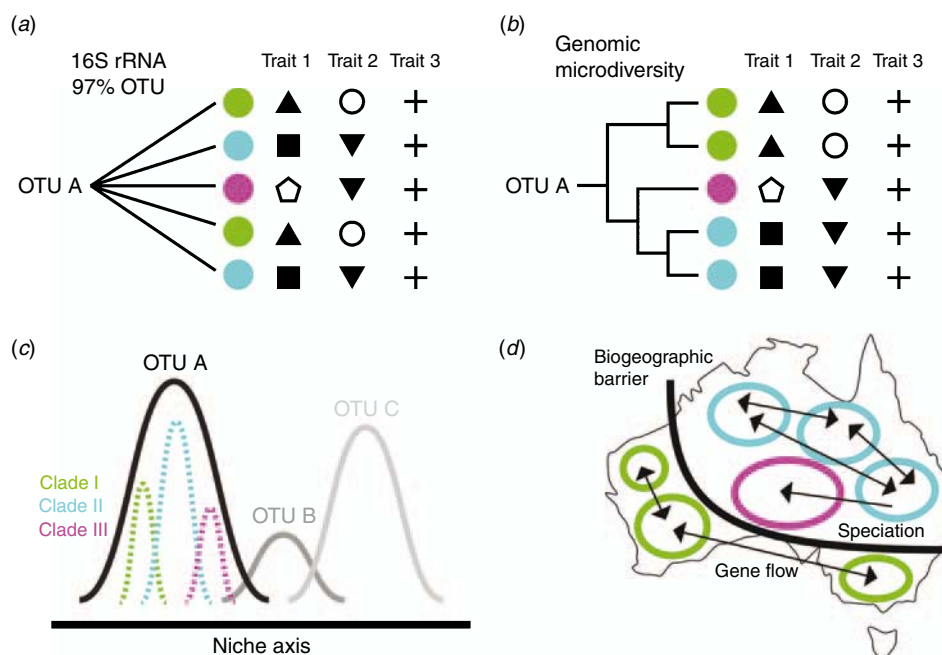 (a)
16S rRNA
97% OTU
Trait 1 Trait 2 Trait 3
OTU A
(b)
Genomic
microdiversity
Trait 1 Trait 2 Trait 3
OTU A
(c)
OTU A
OTU C
Clade I
Clade II
Clade III
OTU B
Niche axis
(d)
Biogeographic
barrier
Speciation
Gene flow